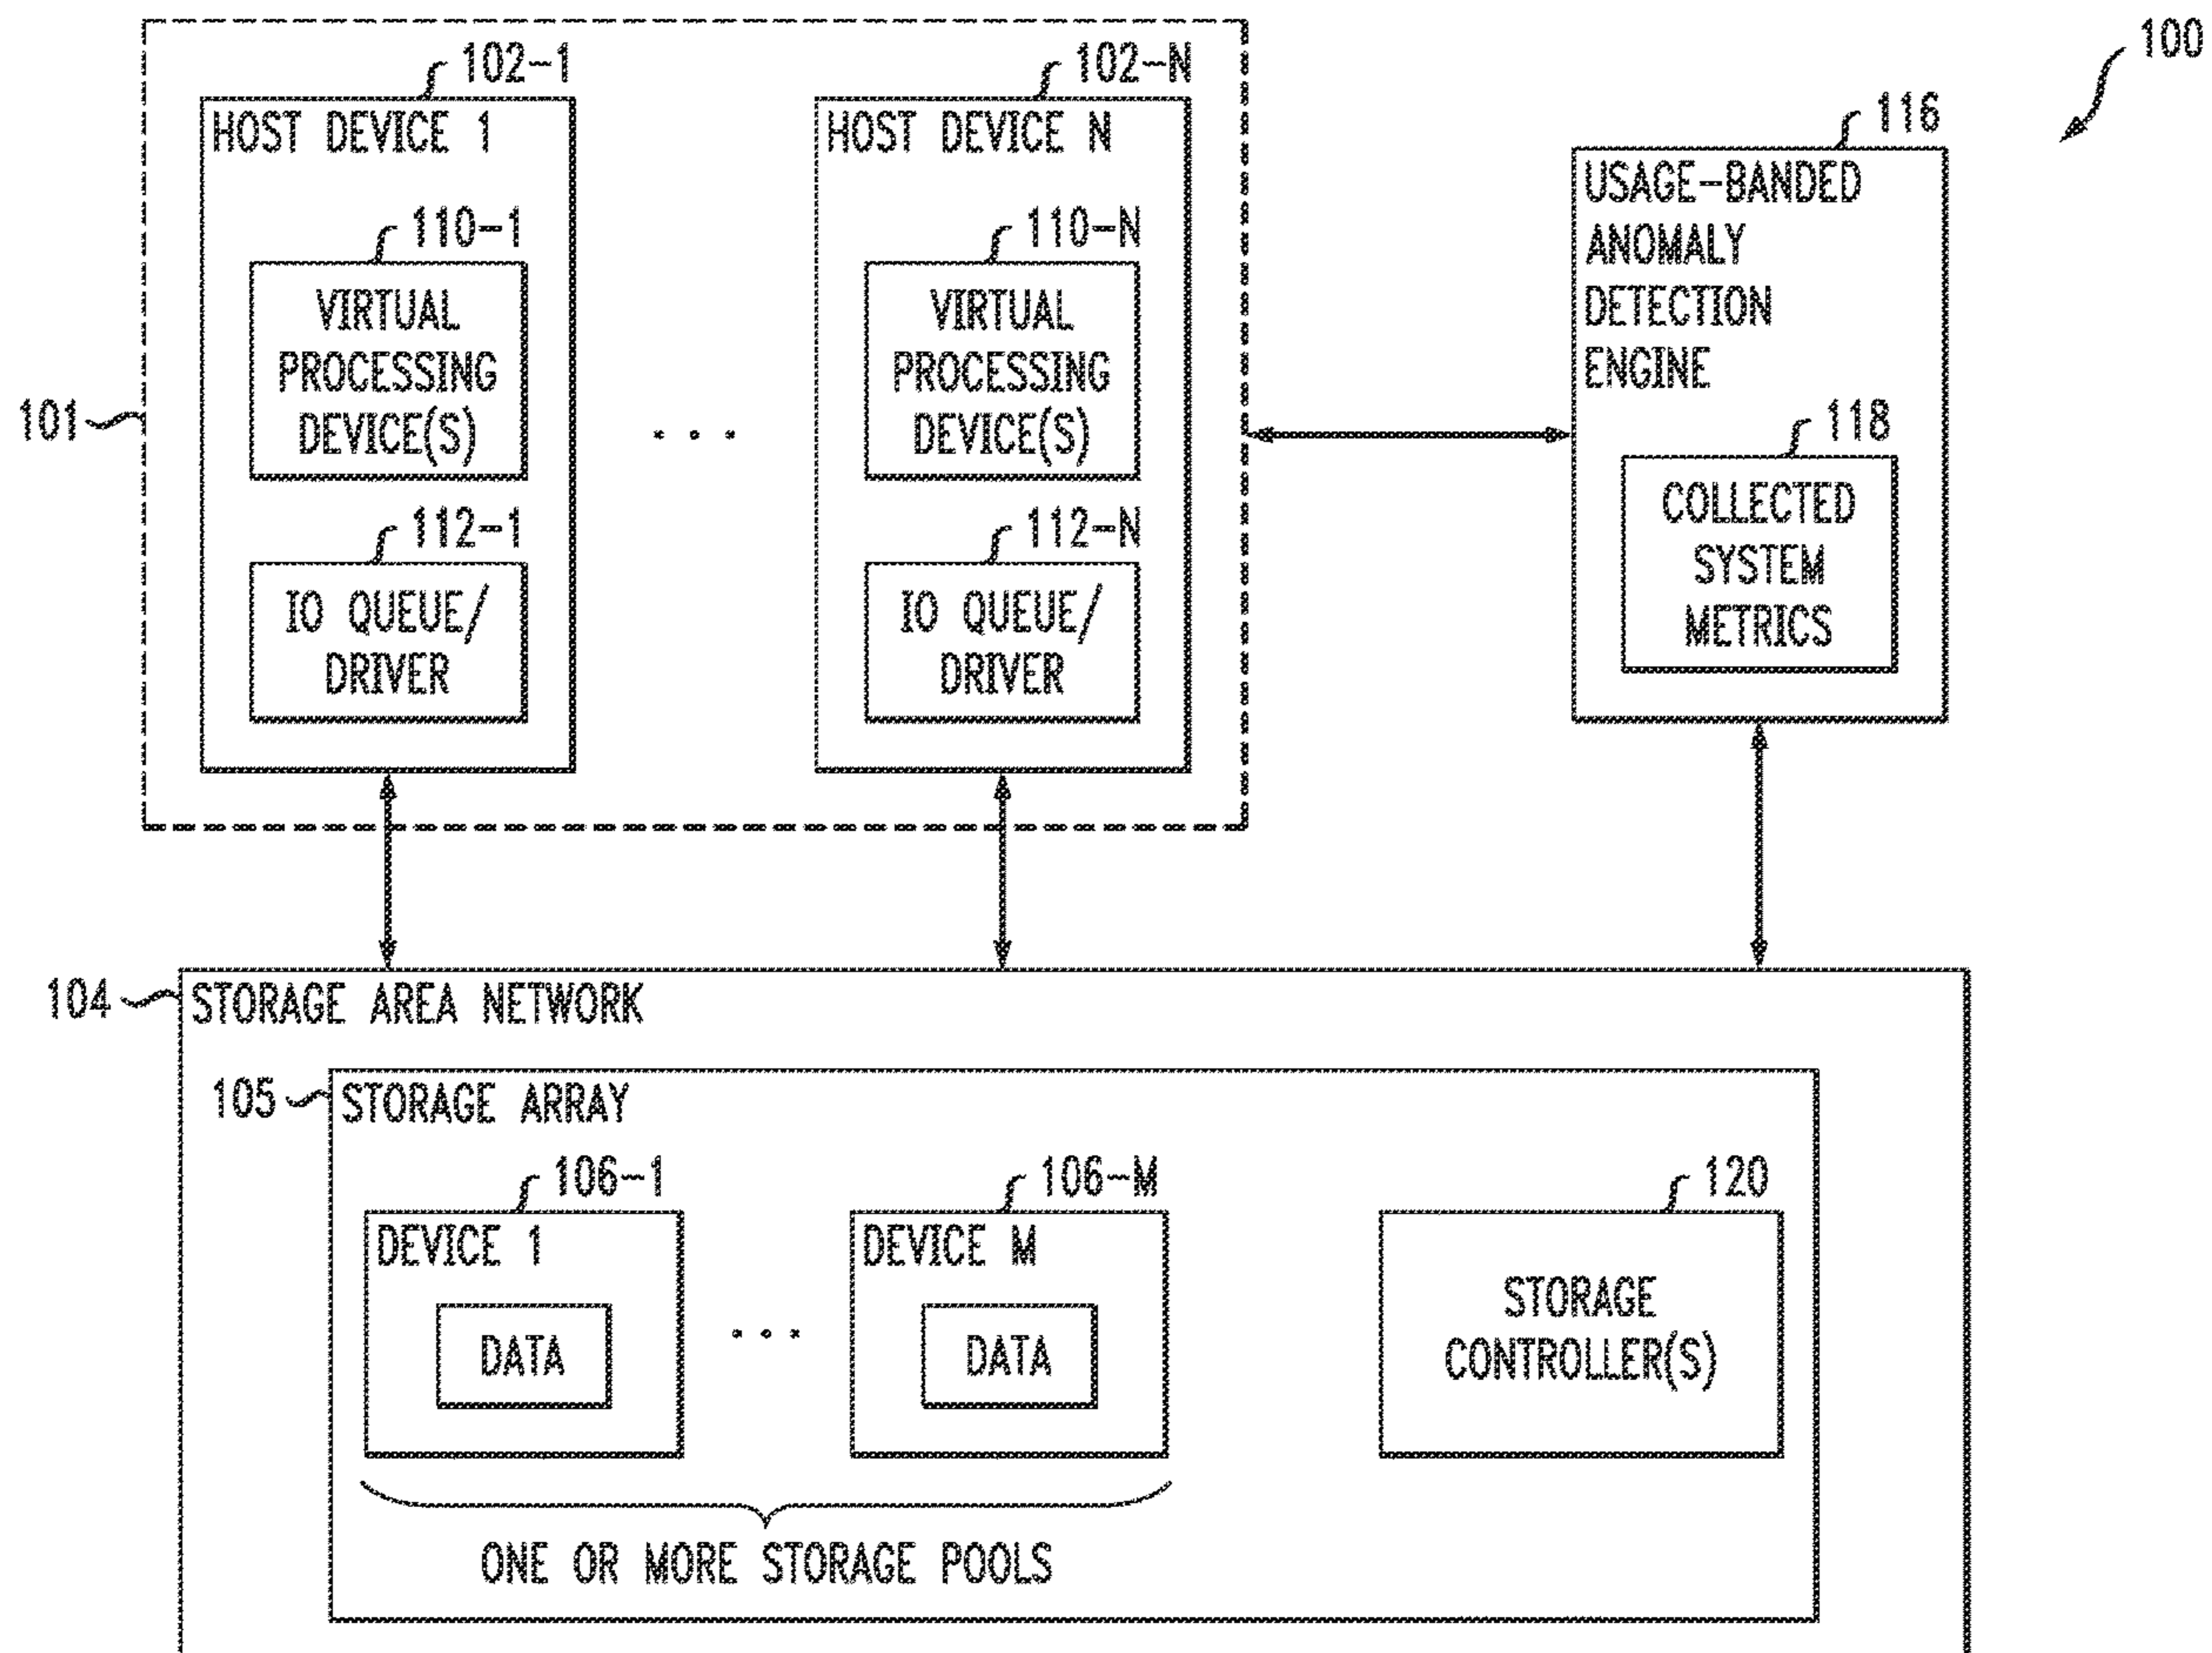 100
102-1
102-N
116
HOST DEVICE 1
HOST DEVICE N
USAGE-BANDED
ANOMALY
DETECTION
ENGINE
110-1
110-N
VIRTUAL
PROCESSING
DEVICE(S)
. . .
VIRTUAL
PROCESSING
DEVICE(S)
101
118
COLLECTED
SYSTEM
METRICS
112-1
112-N
IO QUEUE/
DRIVER
IO QUEUE/
DRIVER
104
STORAGE AREA NETWORK
105
STORAGE ARRAY
106-1
106-M
120
DEVICE 1
DATA
. . .
DEVICE M
DATA
STORAGE
CONTROLLER(S)
ONE OR MORE STORAGE POOLS